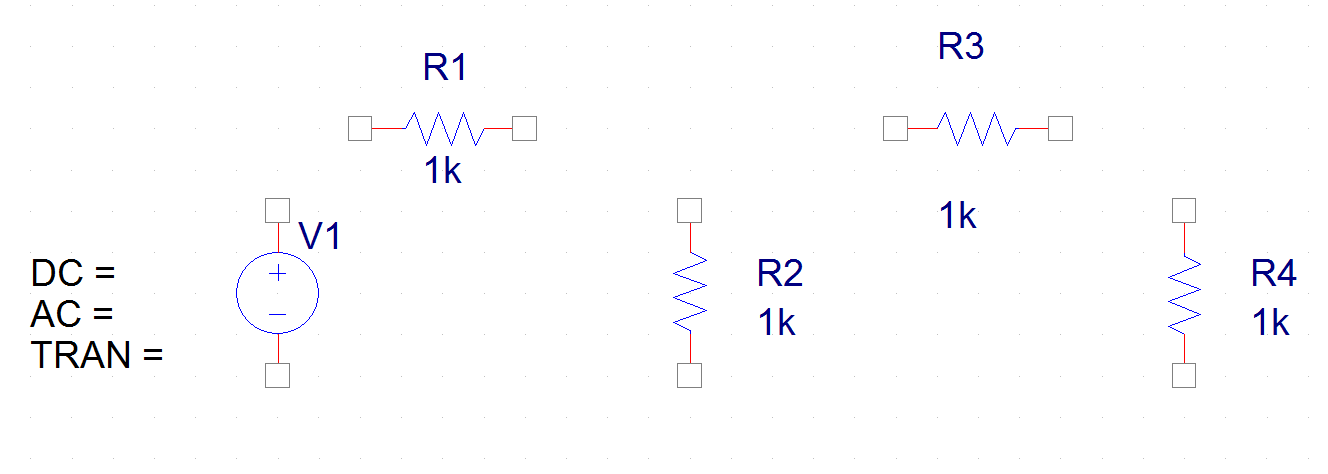 R1
1k
R3
1k
V1
+
−
DC =
AC =
TRAN =
R2
1k
R4
1k